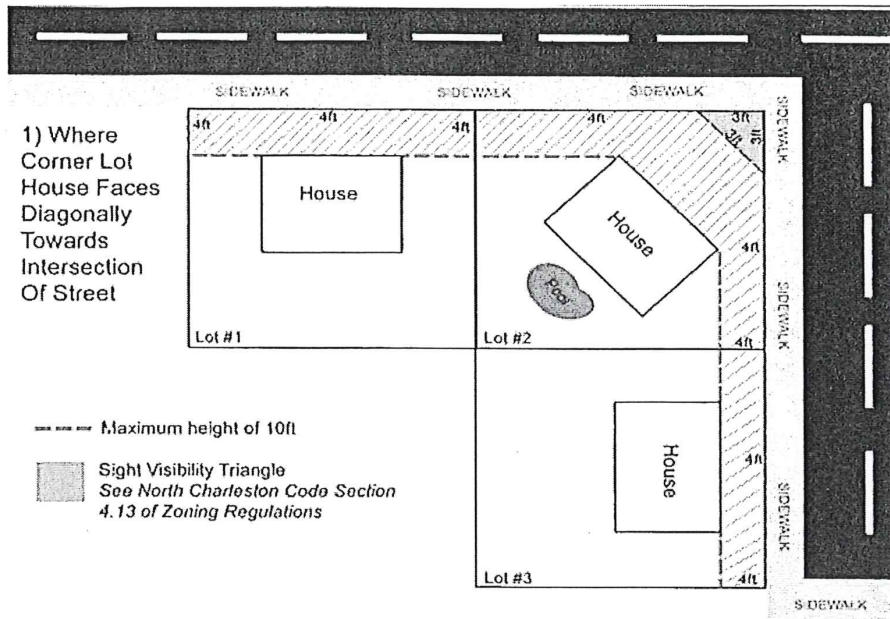 SIDEWALK
SIDEWALK
SIDEWALK
1) Where
Corner Lot
House Faces
Diagonally
Towards
Intersection
Of Street
4ft
4ft
4ft
4ft
3ft
3ft
3ft
SIDEWALK
House
House
Pool
4ft
SIDEWALK
Lot #1
Lot #2
4ft
Maximum height of 10ft
Sight Visibility Triangle
See North Charleston Code Section
4.13 of Zoning Regulations
House
4ft
SIDEWALK
Lot #3
4ft
SIDEWALK